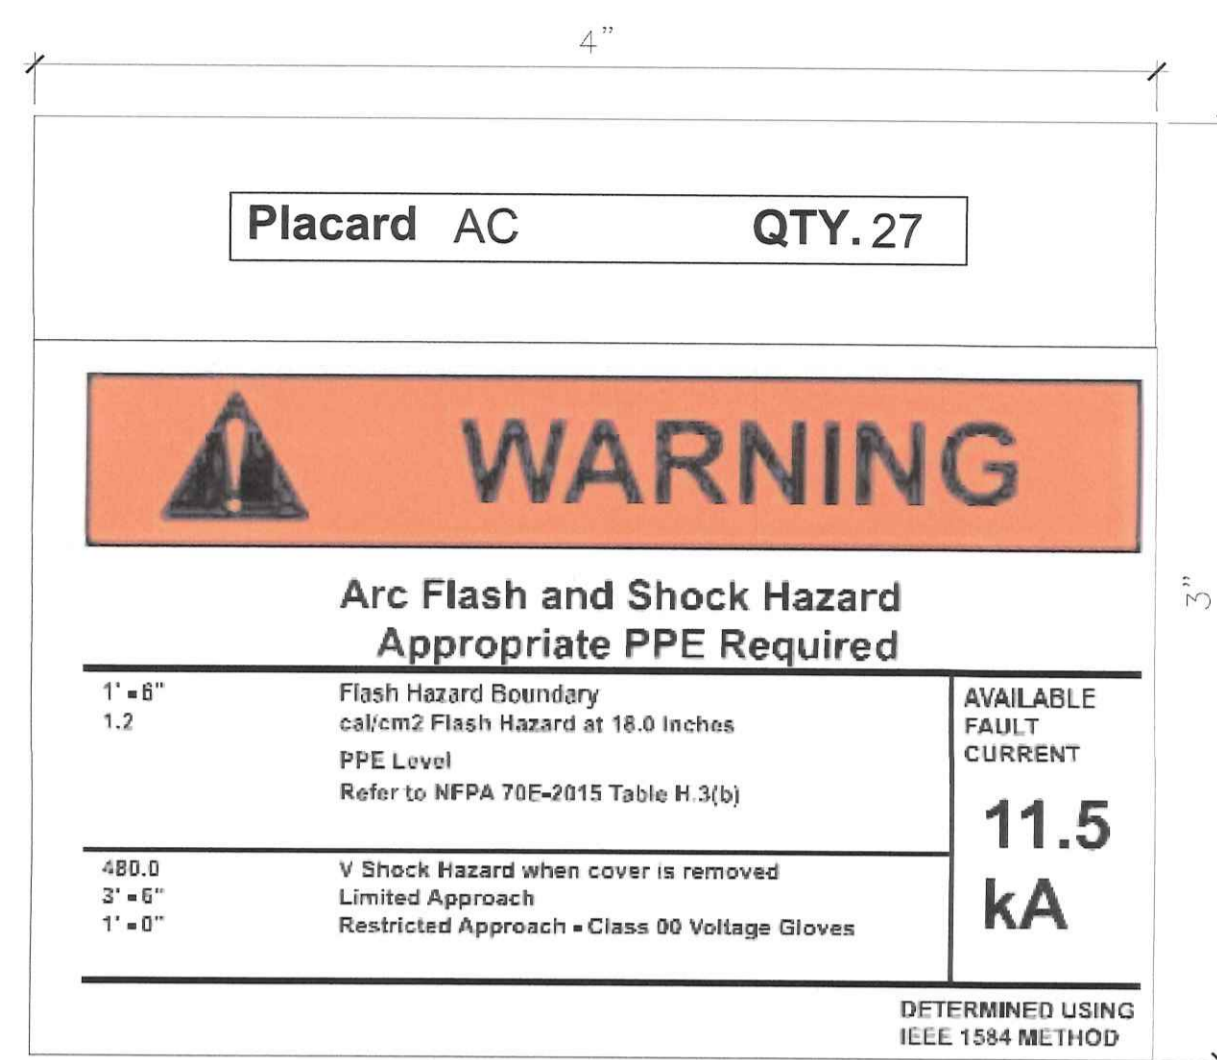 4"
Placard AC QTY. 27
WARNING
Arc Flash and Shock Hazard
Appropriate PPE Required
1' - 6" Flash Hazard Boundary
1.2 cal/cm2 Flash Hazard at 18.0 Inches
PPE Level
Refer to NFPA 70E-2015 Table H.3(b)
480.0 V Shock Hazard when cover is removed
3' - 6" Limited Approach
1' - 0" Restricted Approach - Class 00 Voltage Gloves
AVAILABLE
FAULT
CURRENT
11.5
kA
DETERMINED USING
IEEE 1584 METHOD
3"